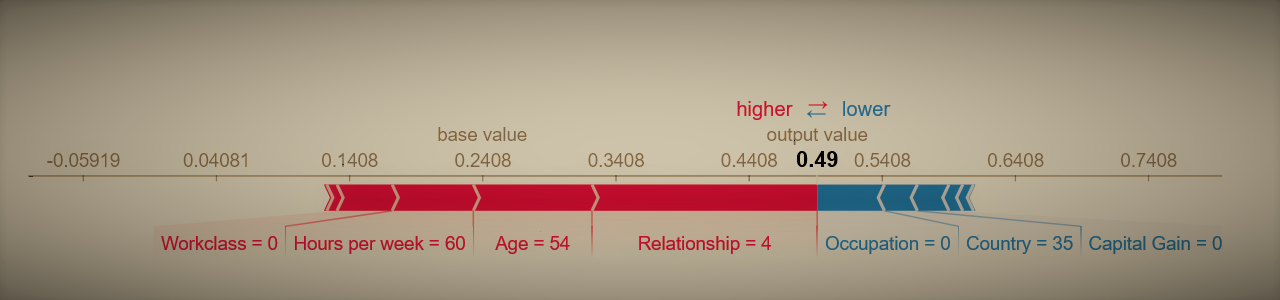 higher lower
base value output value
-0.05919 0.04081 0.1408 0.2408 0.3408 0.4408 0.49 0.5408 0.6408 0.7408
Workclass = 0 Hours per week = 60 Age = 54 Relationship = 4 Occupation = 0 Country = 35 Capital Gain = 0